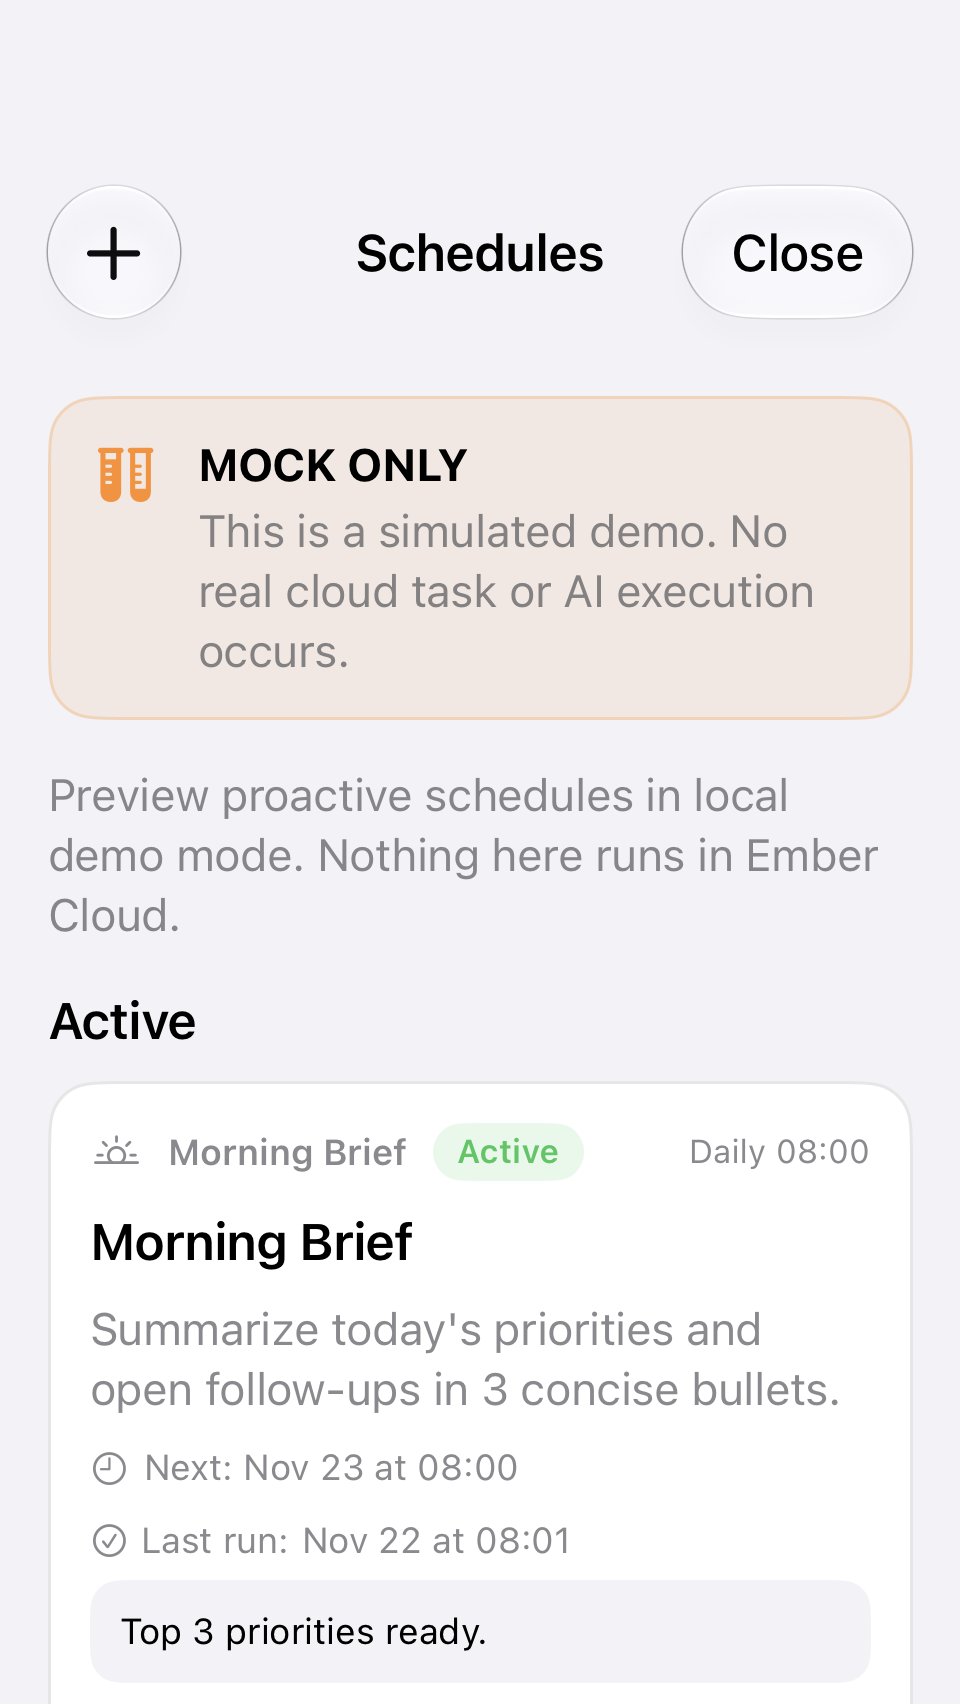 Schedules
Close
MOCK ONLY
This is a simulated demo. No
real cloud task or AI execution
occurs.
Preview proactive schedules in local
demo mode. Nothing here runs in Ember
Cloud.
Active
Morning Brief Active Daily 08:00
Morning Brief
Summarize today's priorities and
open follow-ups in 3 concise bullets.
Next: Nov 23 at 08:00
Last run: Nov 22 at 08:01
Top 3 priorities ready.